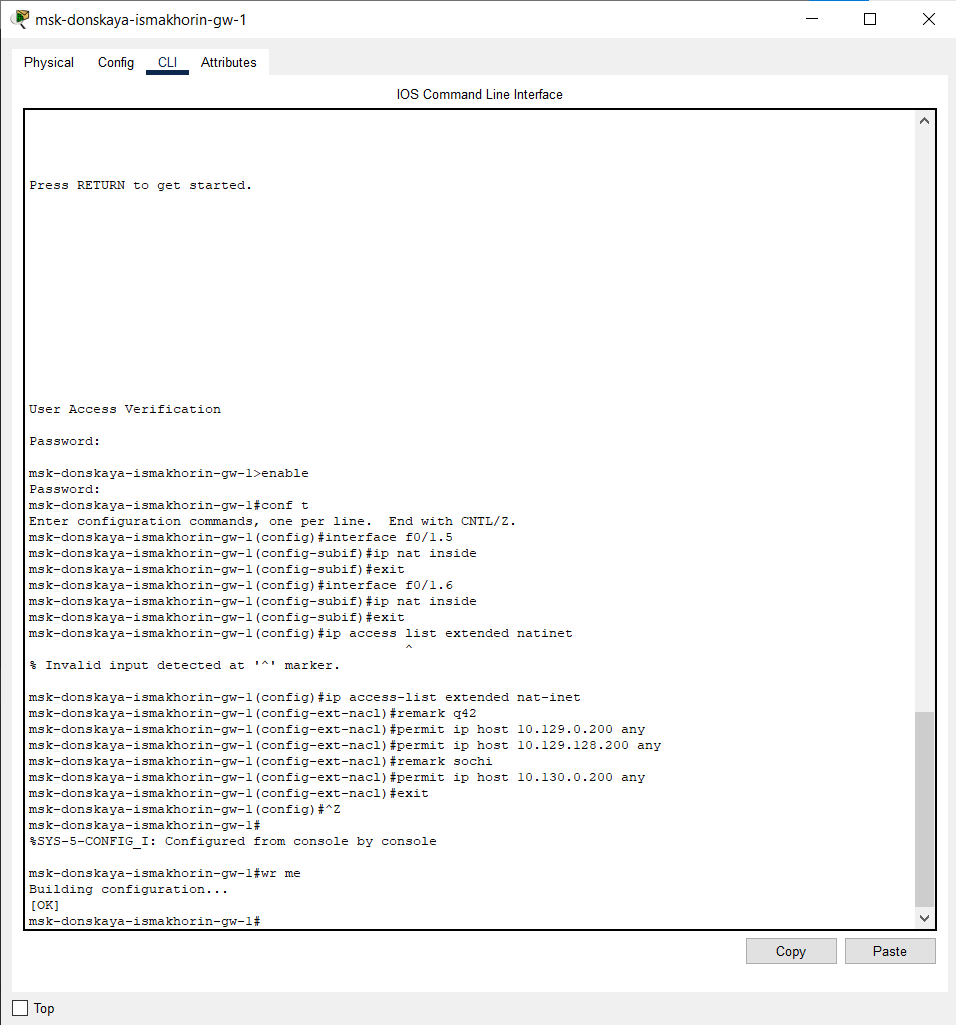 msk-donskaya-ismakhorin-gw-1
Physical Config CLI Attributes
IOS Command Line Interface
Press RETURN to get started.
User Access Verification
Password:
msk-donskaya-ismakhorin-gw-1>enable
Password:
msk-donskaya-ismakhorin-gw-1#conf t
Enter configuration commands, one per line.  End with CNTL/Z.
msk-donskaya-ismakhorin-gw-1(config)#interface f0/1.5
msk-donskaya-ismakhorin-gw-1(config-subif)#ip nat inside
msk-donskaya-ismakhorin-gw-1(config-subif)#exit
msk-donskaya-ismakhorin-gw-1(config)#interface f0/1.6
msk-donskaya-ismakhorin-gw-1(config-subif)#ip nat inside
msk-donskaya-ismakhorin-gw-1(config-subif)#exit
msk-donskaya-ismakhorin-gw-1(config)#ip access list extended natinet
^
% Invalid input detected at '^' marker.
msk-donskaya-ismakhorin-gw-1(config)#ip access-list extended nat-inet
msk-donskaya-ismakhorin-gw-1(config-ext-nacl)#remark q42
msk-donskaya-ismakhorin-gw-1(config-ext-nacl)#permit ip host 10.129.0.200 any
msk-donskaya-ismakhorin-gw-1(config-ext-nacl)#permit ip host 10.129.128.200 any
msk-donskaya-ismakhorin-gw-1(config-ext-nacl)#remark sochi
msk-donskaya-ismakhorin-gw-1(config-ext-nacl)#permit ip host 10.130.0.200 any
msk-donskaya-ismakhorin-gw-1(config-ext-nacl)#exit
msk-donskaya-ismakhorin-gw-1(config)#^Z
msk-donskaya-ismakhorin-gw-1#
%SYS-5-CONFIG_I: Configured from console by console
msk-donskaya-ismakhorin-gw-1#wr me
Building configuration...
[OK]
msk-donskaya-ismakhorin-gw-1#
Copy Paste
Top